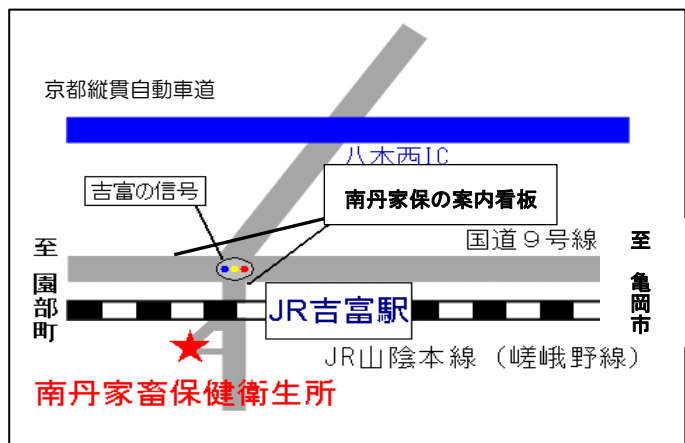 京都縦貫自動車道
八木西IC
吉富の信号
南丹家保の案内看板
国道9号線
至園部町
至亀岡市
JR吉富駅
JR山陰本線（嵯峨野線）
南丹家畜保健衛生所